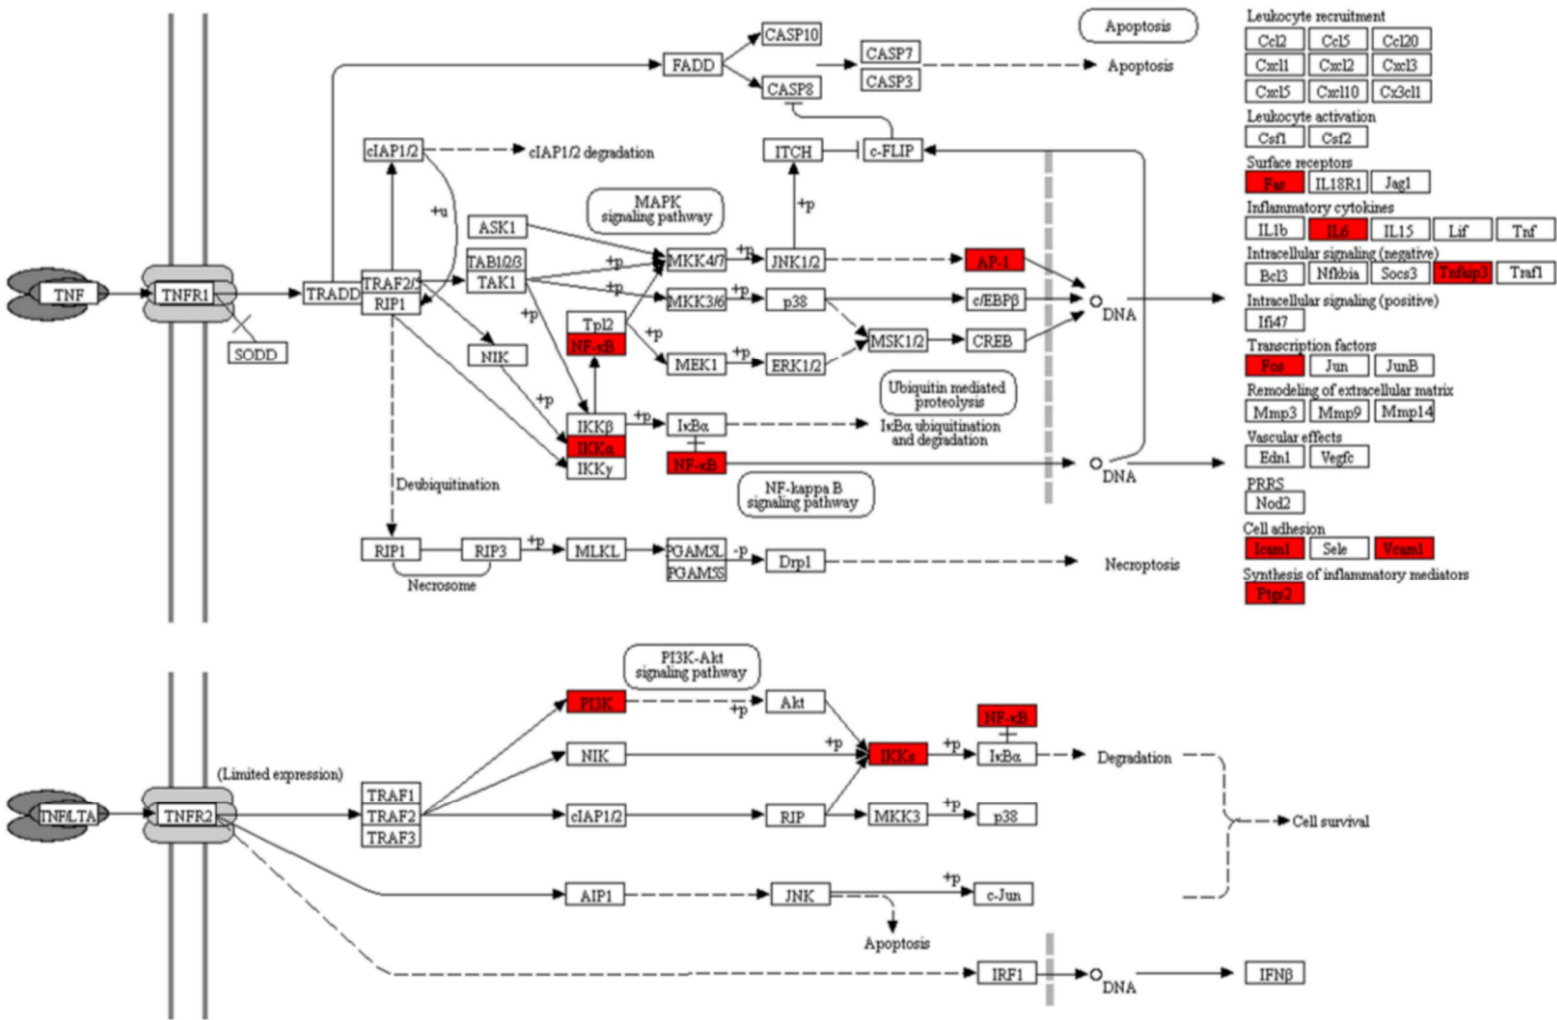 Leukocyte recruitment
Ccl2 Ccl5 Ccl20
Cxcl1 Cxcl2 Cxcl3
Cxcl5 Cxcl10 Cx3cl1
Leukocyte activation
Csf1 Csf2
Surface receptors
Fas IL18R1 Jag1
Inflammatory cytokines
IL1b IL6 IL15 Lif Tnf
Intracellular signaling (negative)
Bcl3 Nfkbia Socs3 Tnfaip3 Traf1
Intracellular signaling (positive)
Ifi47
Transcription factors
Fos Jun JunB
Remodeling of extracellular matrix
Mmp3 Mmp9 Mmp14
Vascular effects
Edn1 Vegfc
PRRS
Nod2
Cell adhesion
Icam1 Sele Vcam1
Synthesis of inflammatory mediators
Ptgs2
Apoptosis
CASP10
FADD
CASP7
Apoptosis
CASP8
CASP3
cIAP1/2
cIAP1/2 degradation
ITCH
c-FLIP
MAPK
signaling pathway
+u
+p
ASK1
TAB1/2/3
TAK1
+p
MKK4/7
+p
JNK1/2
AP-1
TNF
TNFR1
TRADD
TRAF2/5
RIP1
+p
MKK3/6
+p
p38
c/EBPβ
DNA
SODD
+p
Tpl2
NF-κB
+p
NIK
MEK1
+p
ERK1/2
MSK1/2
CREB
+p
Ubiquitin mediated
proteolysis
IKKβ
+p
IκBα
IκBα ubiquitination
and degradation
IKKα
IKKγ
NF-κB
DNA
Deubiquitination
NF-kappa B
signaling pathway
RIP1
RIP3
+p
MLKL
PGAM5L
-p
Drp1
Necroptosis
PGAM5S
Necrosome
PI3K-Akt
signaling pathway
PI3K
+p
Akt
NF-κB
NIK
+p
IKKs
+p
IκBα
Degradation
(Limited expression)
TNF/LTA
TNFR2
TRAF1
TRAF2
TRAF3
cIAP1/2
RIP
MKK3
+p
p38
Cell survival
AIP1
JNK
+p
c-Jun
Apoptosis
IRF1
DNA
IFNβ